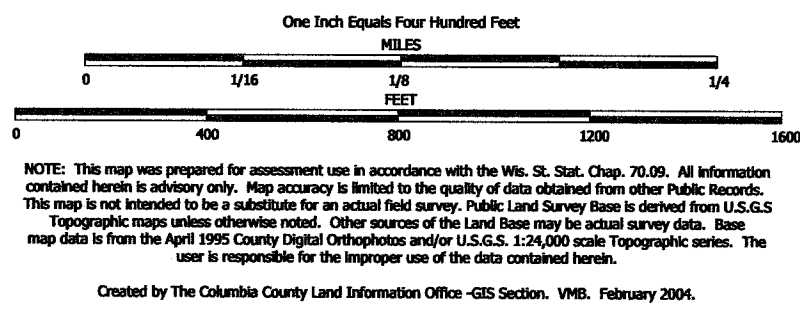 One Inch Equals Four Hundred Feet
MILES
0 1/16 1/8 1/4
FEET
0 400 800 1200 1600
NOTE: This map was prepared for assessment use in accordance with the Wis. St. Stat. Chap. 70.09. All information
contained herein is advisory only. Map accuracy is limited to the quality of data obtained from other Public Records.
This map is not intended to be a substitute for an actual field survey. Public Land Survey Base is derived from U.S.G.S
Topographic maps unless otherwise noted. Other sources of the Land Base may be actual survey data. Base
map data is from the April 1995 County Digital Orthophotos and/or U.S.G.S. 1:24,000 scale Topographic series. The
user is responsible for the improper use of the data contained herein.
Created by The Columbia County Land Information Office -GIS Section. VMB. February 2004.